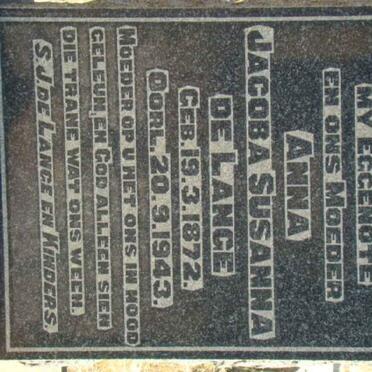 MY EGGENOTE
EN ONS MOEDER
ANNA
JACOBA SUSANNA
DE LANGE
GEB. 19.3.1872.
OORL. 20.9.1943.
MOEDER OP U HET ONS IN NOOD
GELEUN, EN GOD ALLEEN SIEN
DIE TRANE WAT ONS WEEN.
S.J. DE LANGE EN KINDERS.